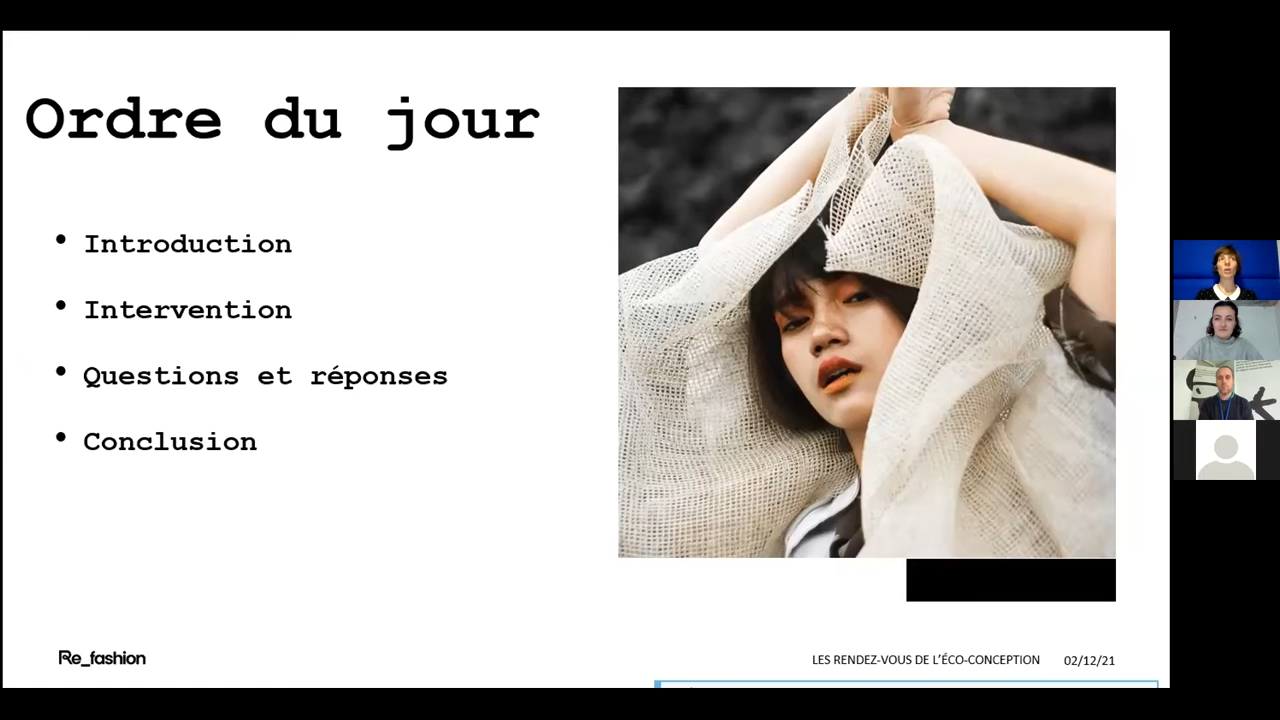 Ordre du jour
• Introduction
• Intervention
• Questions et réponses
• Conclusion
Re_fashion
LES RENDEZ-VOUS DE L'ÉCO-CONCEPTION 02/12/21